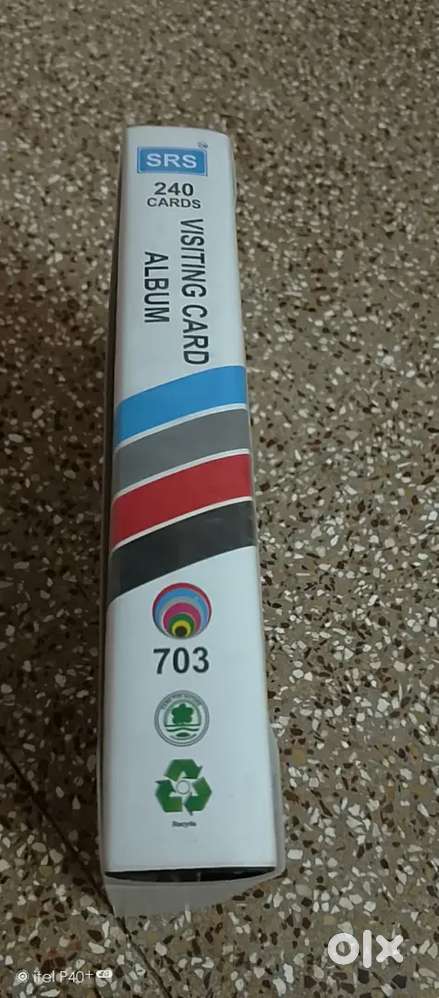 SRS
240
CARDS
VISITING CARD
ALBUM
703
Recycle
olx
itel P40+